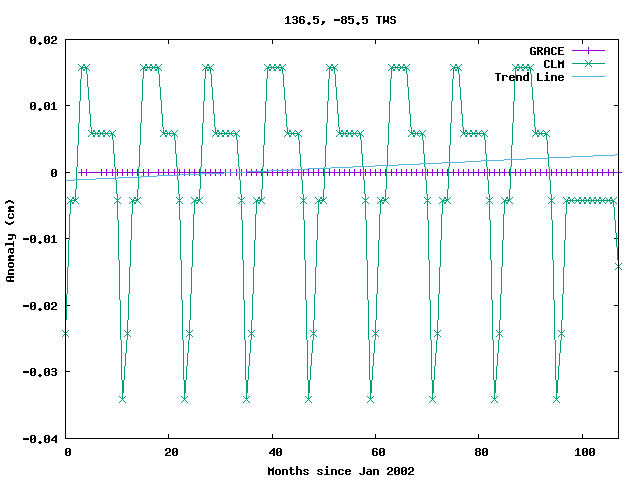 136.5, -85.5 TWS
GRACE
CLM
Trend Line
0.02
0.01
0
-0.01
-0.02
-0.03
-0.04
Anomaly (cm)
0 20 40 60 80 100
Months since Jan 2002